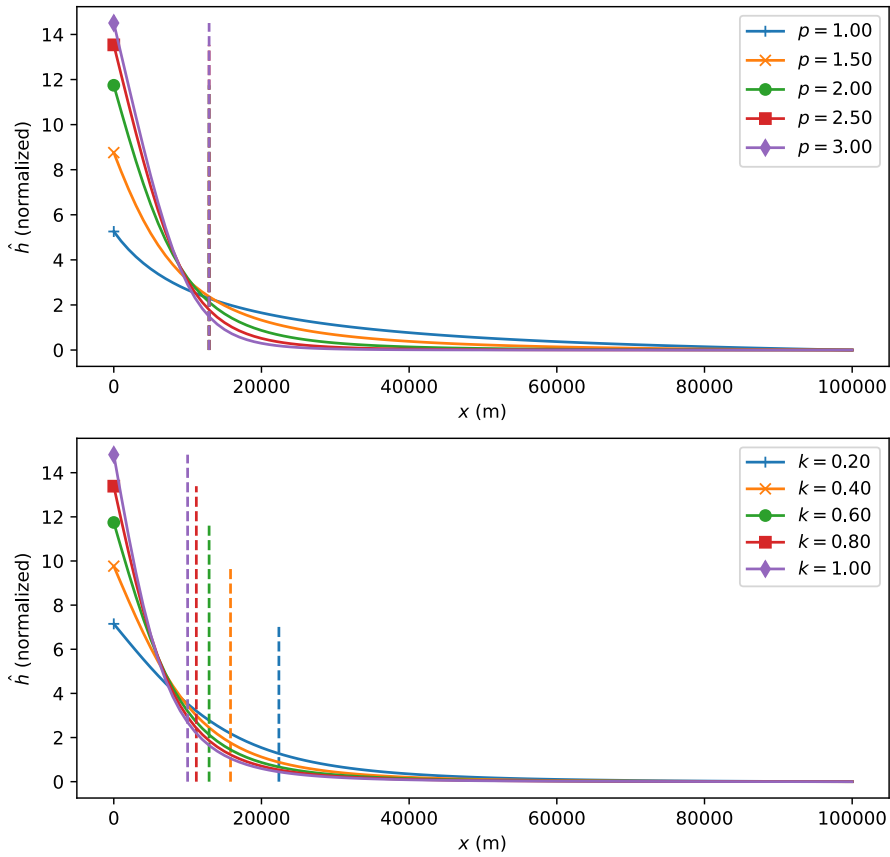 14
12
10
8
6
4
2
0
ĥ (normalized)
p = 1.00
p = 1.50
p = 2.00
p = 2.50
p = 3.00
0 20000 40000 60000 80000 100000
x (m)
14
12
10
8
6
4
2
0
ĥ (normalized)
k = 0.20
k = 0.40
k = 0.60
k = 0.80
k = 1.00
0 20000 40000 60000 80000 100000
x (m)